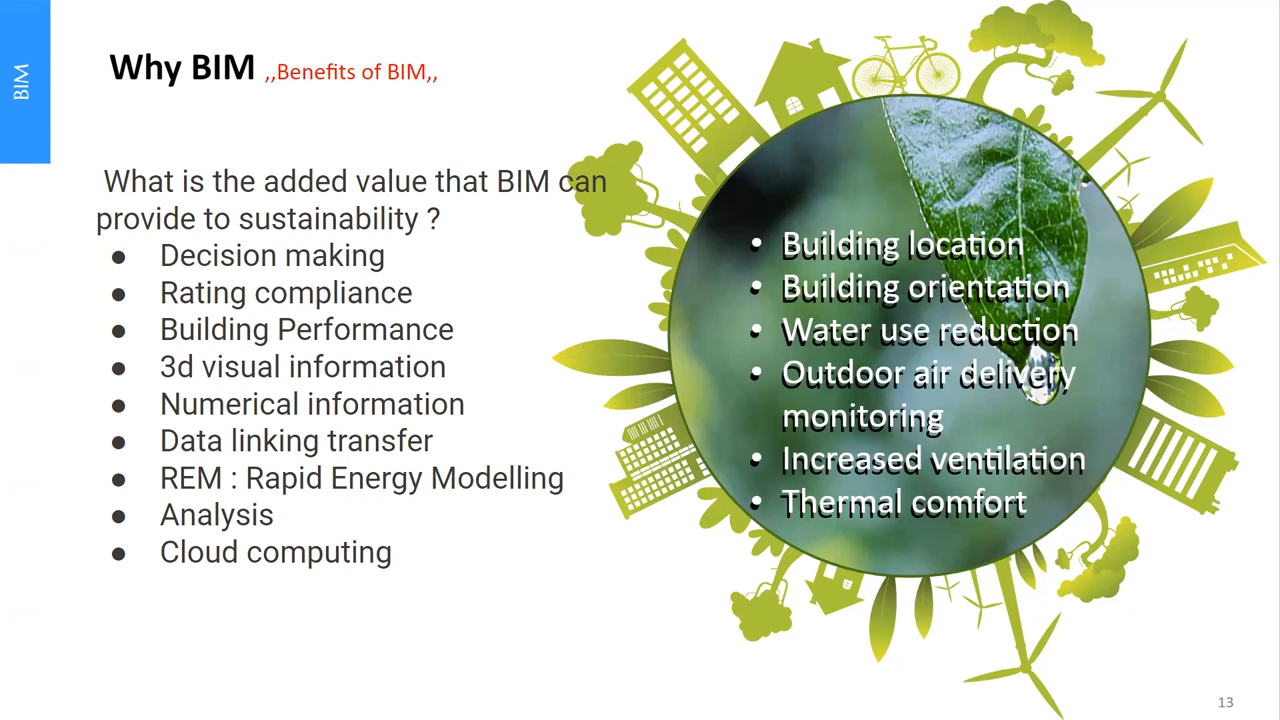 BIM
Why BIM ,,Benefits of BIM,,
What is the added value that BIM can
provide to sustainability ?
● Decision making
● Rating compliance
● Building Performance
● 3d visual information
● Numerical information
● Data linking transfer
● REM : Rapid Energy Modelling
● Analysis
● Cloud computing
• Building location
• Building orientation
• Water use reduction
• Outdoor air delivery
monitoring
• Increased ventilation
• Thermal comfort
13